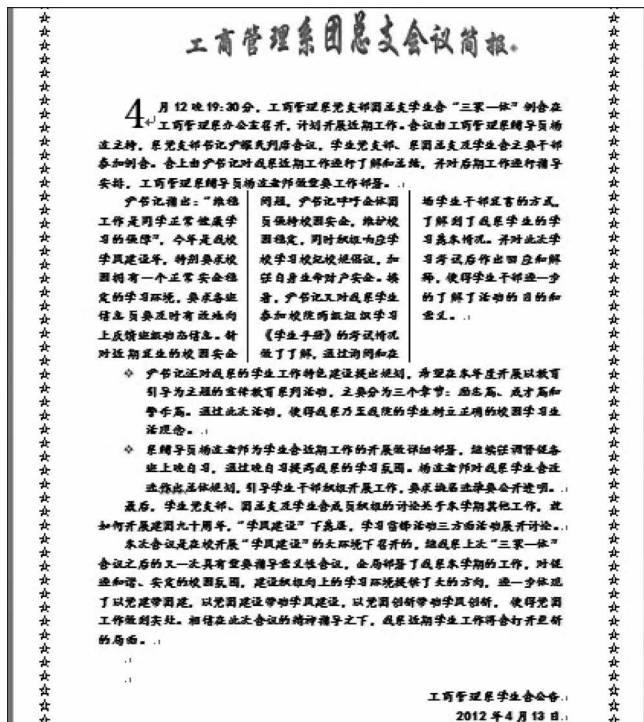 工商管理系团总支会议简报
4月12晚19:30分，工商管理系党支部团总支学生会“三家一体”例会在
工商管理系办公室召开，计划开展近期工作。会议由工商管理系辅导员杨
波主持，系党支部书记尹耀民列席会议，学生党支部、系团总支及学生会主要干部
参加例会。会上由尹书记对我系近期工作进行了解和总结，并对后期工作进行指导
安排，工商管理系辅导员杨波老师做重要工作部署。
尹书记指出：“维稳
工作是同学正常健康学
习的保障”，今年是我校
学风建设年，特别要求校
园拥有一个正常安全稳
定的学习环境，要求各班
信息员要及时有效地向
上反馈班级动态信息。针
对近期发生的校园安全
问题，尹书记呼吁全体团
员保持校园安全，维护校
园稳定，同时积极响应学
校学习校纪校规倡议，加
强自身生命财产安全。接
着，尹书记又对我系学生
参加校院两级组织学习
《学生手册》的考试情况
做了了解，通过询问和在
场学生干部发言的方式，
了解到了我系学生的学
习基本情况。并对此次学
习考试后作出回应和解
释，使得学生干部进一步
的了解了活动的目的和
意义。
❖ 尹书记还对我系的学生工作特色建设提出规划，希望在本年度开展以教育
引导为主题的宣传教育系列活动，主要分为三个章节：励志篇、成才篇和
警示篇。通过此次活动，使得我系乃至我院的学生树立正确的校园学习生
活观念。
❖ 系辅导员杨波老师为学生会近期工作的开展做详细部署，继续强调督促各
班上晚自习，通过晚自习提高我系的学习氛围。杨波老师对我系学生会改
选作出总体规划，引导学生干部积极开展工作，要求换届选举要公开透明。
最后，学生党支部、团总支及学生会成员积极的讨论关于本学期其他工作，就
如何开展建团九十周年，“学风建设”下基层，学习雷锋活动三方面活动展开讨论。
本次会议是在校开展“学风建设”的大环境下召开的，继我系上次“三家一体”
会议之后的又一次具有重要指导意义性会议，全局部署了我系本学期的工作，对促
进和谐、安定的校园氛围，建设积极向上的学习环境提供了大的方向，进一步体现
了以党建带团建，以党团建设带动学风建设，以党团创新带动学风创新，使得党团
工作做到实处。相信在此次会议的精神指导之下，我系近期学生工作将会打开更新
的局面。
工商管理系学生会公告
2012年4月13日